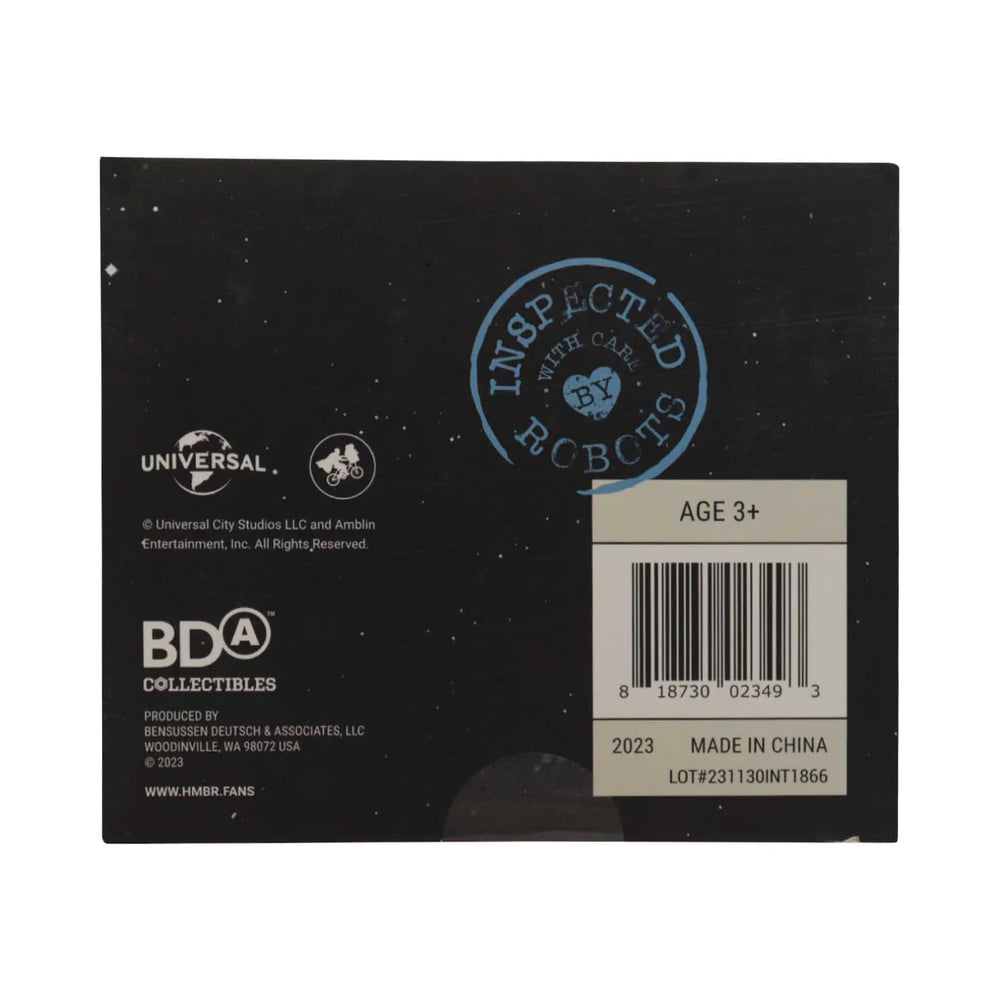 INSPECTED
WITH CARE
BY
ROBOTS
UNIVERSAL
© Universal City Studios LLC and Amblin
Entertainment, Inc. All Rights Reserved.
AGE 3+
8 18730 02349 3
2023 MADE IN CHINA
LOT#231130INT1866
BDA™
COLLECTIBLES
PRODUCED BY
BENSUSSEN DEUTSCH & ASSOCIATES, LLC
WOODINVILLE, WA 98072 USA
© 2023
WWW.HMBR.FANS